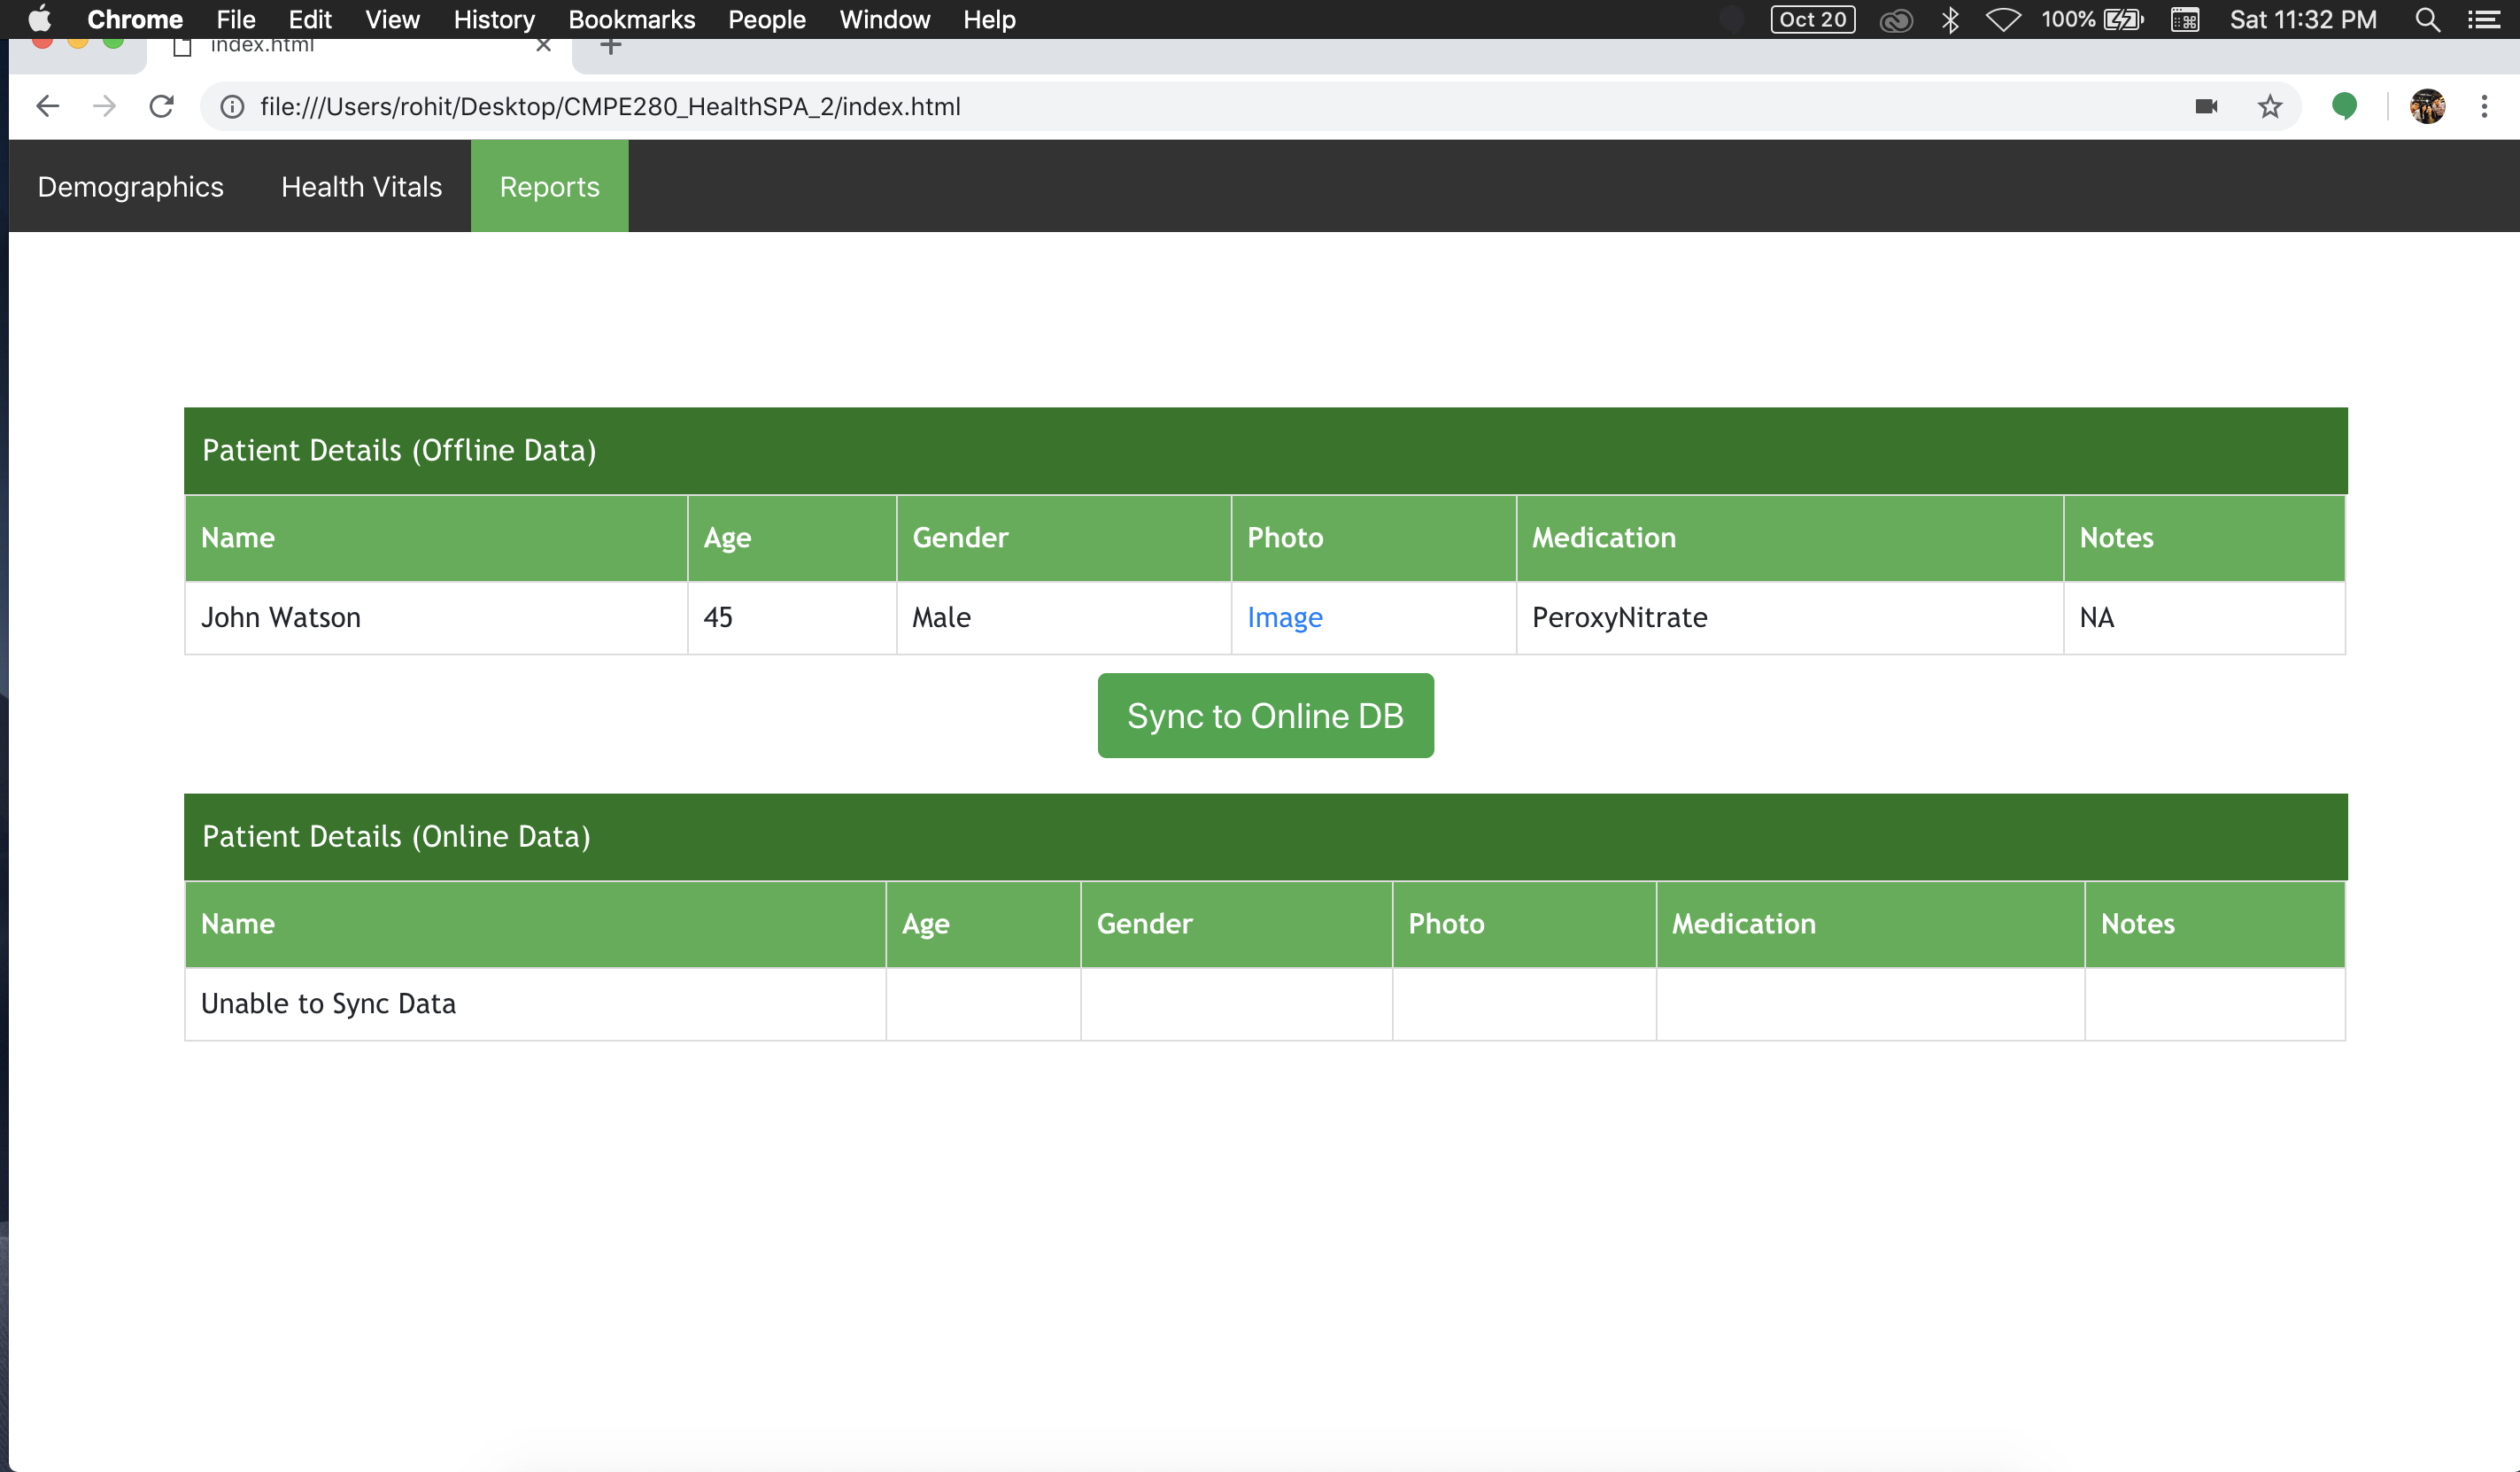 Chrome File Edit View History Bookmarks People Window Help Oct 20 100% Sat 11:32 PM
index.html
file:///Users/rohit/Desktop/CMPE280_HealthSPA_2/index.html
Demographics Health Vitals Reports
Patient Details (Offline Data)
Name Age Gender Photo Medication Notes
John Watson 45 Male Image PeroxyNitrate NA
Sync to Online DB
Patient Details (Online Data)
Name Age Gender Photo Medication Notes
Unable to Sync Data